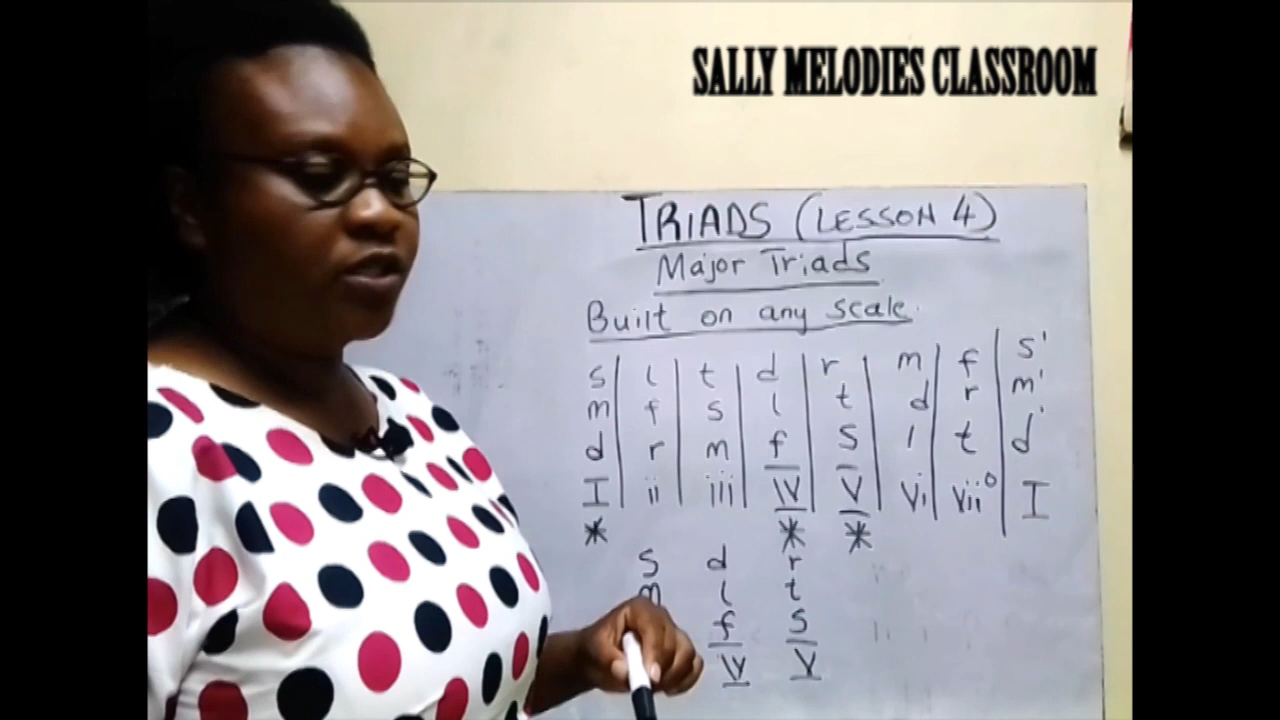 SALLY MELODIES CLASSROOM
TRIADS (LESSON 4)
Major Triads
Built on any scale.
s | l | t | d | r | m | f | s'
m | f | s | l | t | d | r | m'
d | r | m | f | s | l | t | d'
I | ii | iii | IV | V | vi | vii° | I
* * *
s d r
m l t
f s
IV V